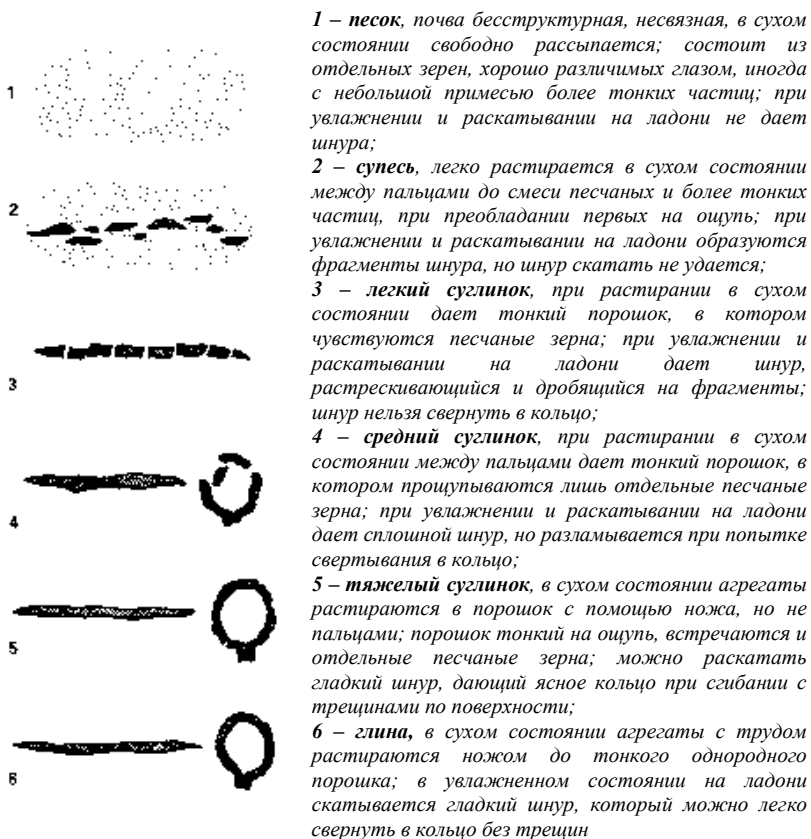 1 – песок, почва бесструктурная, несвязная, в сухом
состоянии свободно рассыпается; состоит из
отдельных зерен, хорошо различимых глазом, иногда
с небольшой примесью более тонких частиц; при
увлажнении и раскатывании на ладони не дает
шнура;
2 – супесь, легко растирается в сухом состоянии
между пальцами до смеси песчаных и более тонких
частиц, при преобладании первых на ощупь; при
увлажнении и раскатывании на ладони образуются
фрагменты шнура, но шнур скатать не удается;
3 – легкий суглинок, при растирании в сухом
состоянии дает тонкий порошок, в котором
чувствуются песчаные зерна; при увлажнении и
раскатывании на ладони дает шнур,
растрескивающийся и дробящийся на фрагменты;
шнур нельзя свернуть в кольцо;
4 – средний суглинок, при растирании в сухом
состоянии между пальцами дает тонкий порошок, в
котором прощупываются лишь отдельные песчаные
зерна; при увлажнении и раскатывании на ладони
дает сплошной шнур, но разламывается при попытке
свертывания в кольцо;
5 – тяжелый суглинок, в сухом состоянии агрегаты
растираются в порошок с помощью ножа, но не
пальцами; порошок тонкий на ощупь, встречаются и
отдельные песчаные зерна; можно раскатать
гладкий шнур, дающий ясное кольцо при сгибании с
трещинами по поверхности;
6 – глина, в сухом состоянии агрегаты с трудом
растираются ножом до тонкого однородного
порошка; в увлажненном состоянии на ладони
скатывается гладкий шнур, который можно легко
свернуть в кольцо без трещин
1
2
3
4
5
6